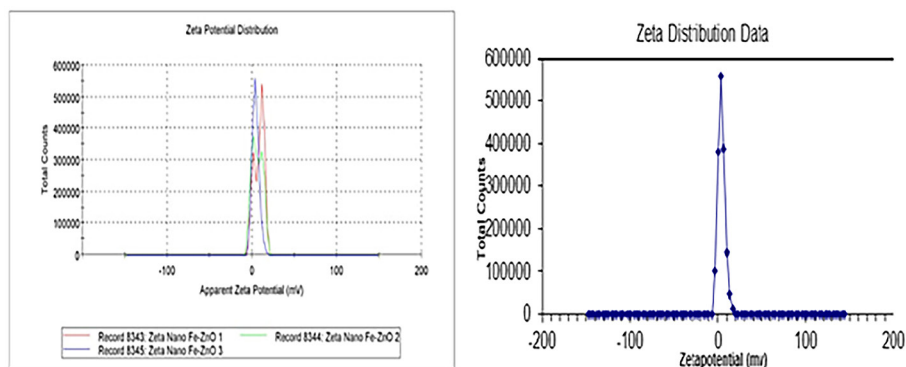 Zeta Potential Distribution
600000
500000
400000
300000
200000
100000
0
Total Counts
-100 0 100 200
Apparent Zeta Potential (mV)
Record 8343: Zeta Nano Fe-ZnO 1
Record 8344: Zeta Nano Fe-ZnO 2
Record 8345: Zeta Nano Fe-ZnO 3
Zeta Distribution Data
600000
500000
400000
300000
200000
100000
0
Total Counts
-200 -100 0 100 200
Zetapotential (mv)